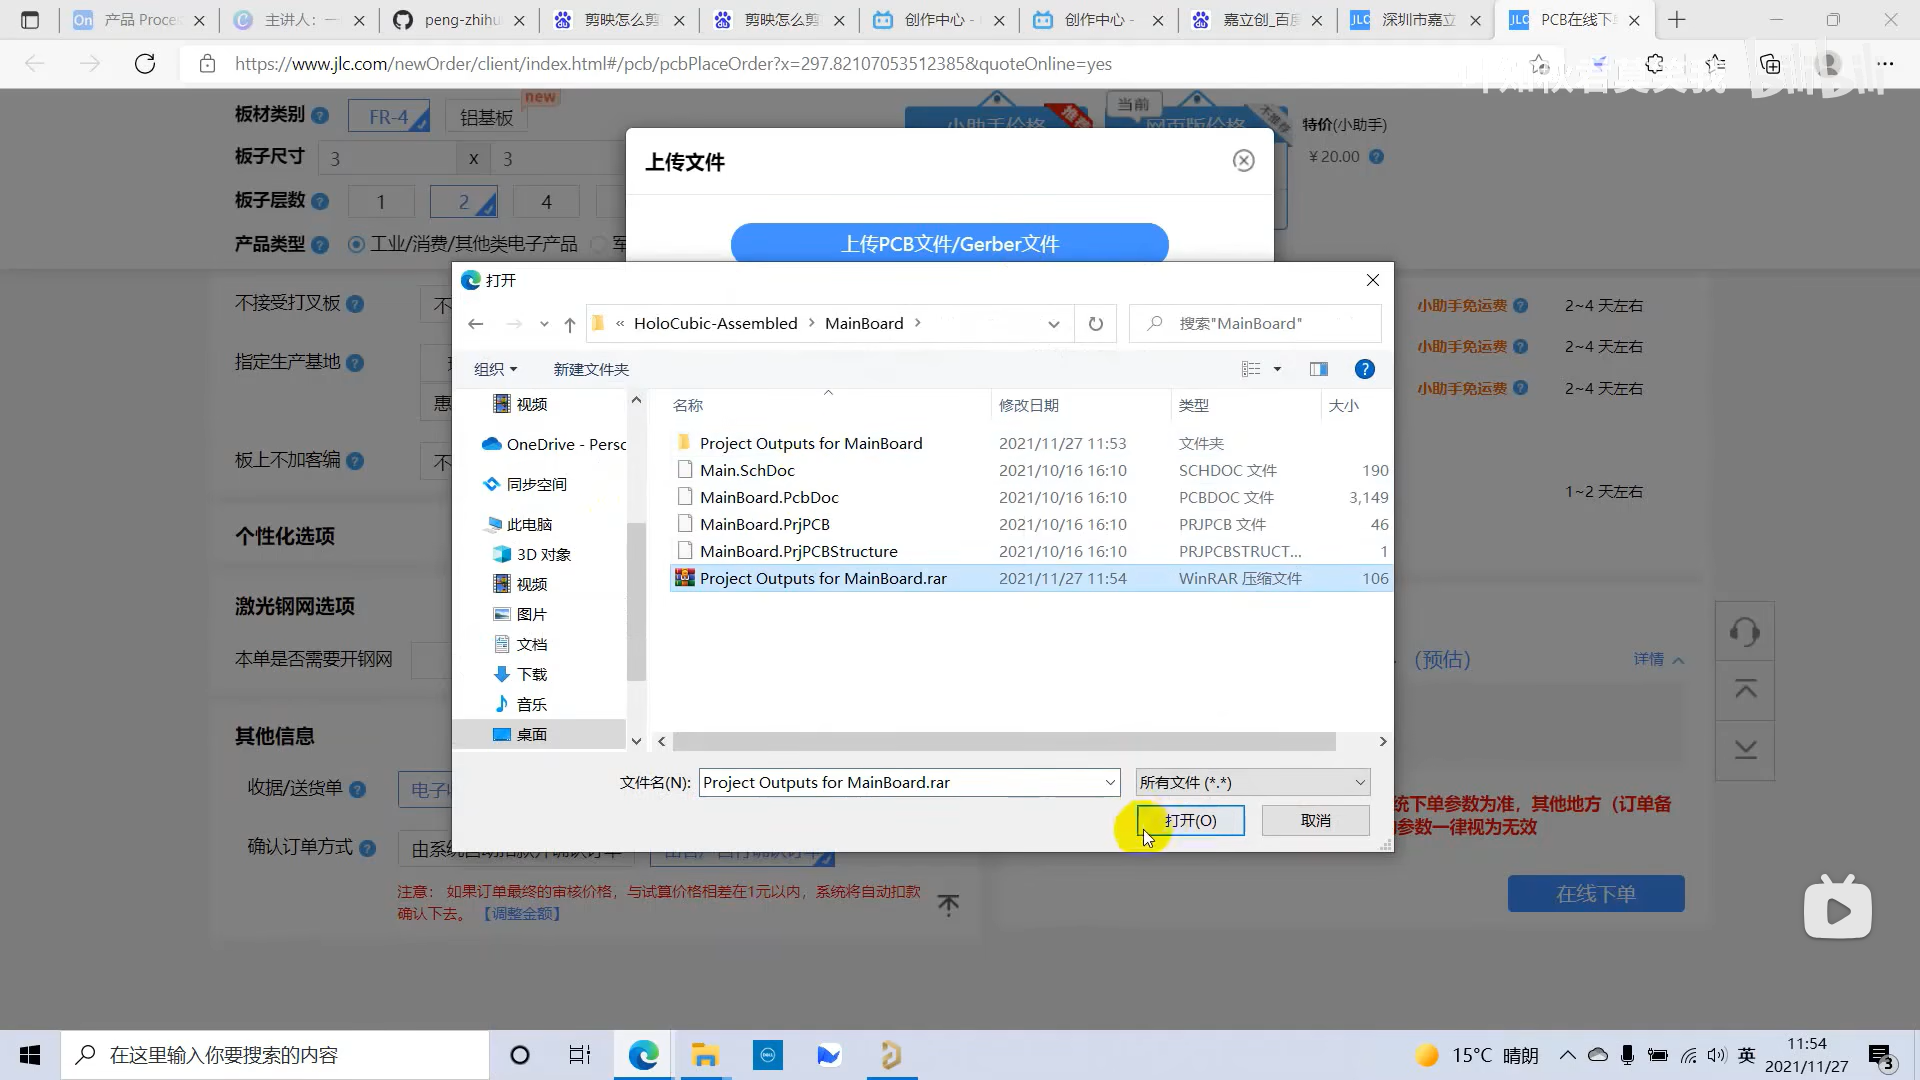 产品 Proce
主讲人：一
peng-zhihu
剪映怎么剪
剪映怎么剪
创作中心 -
创作中心 -
嘉立创_百度
深圳市嘉立
PCB在线下单
https://www.jlc.com/newOrder/client/index.html#/pcb/pcbPlaceOrder?x=297.82107053512385&quoteOnline=yes
bilibili
板材类别 FR-4 铝基板 new
小助手价格 推荐 当前 网页版价格 不推荐 特价(小助手)
￥20.00
板子尺寸 3 x 3
板子层数 1 2 4
产品类型 工业/消费/其他类电子产品 军
上传文件
上传PCB文件/Gerber文件
不接受打叉板 不
指定生产基地
惠
板上不加客编 不
个性化选项
激光钢网选项
本单是否需要开钢网
其他信息
收据/送货单 电子
确认订单方式
注意： 如果订单最终的审核价格，与试算价格相差在1元以内，系统将自动扣款
确认下去。 【调整金额】
小助手免运费 2~4 天左右
小助手免运费 2~4 天左右
小助手免运费 2~4 天左右
1~2 天左右
(预估) 详情
统下单参数为准，其他地方（订单备
参数一律视为无效
在线下单
打开
« HoloCubic-Assembled › MainBoard ›
搜索"MainBoard"
组织 新建文件夹
视频
OneDrive - Perso
同步空间
此电脑
3D 对象
视频
图片
文档
下载
音乐
桌面
名称 修改日期 类型 大小
Project Outputs for MainBoard 2021/11/27 11:53 文件夹
Main.SchDoc 2021/10/16 16:10 SCHDOC 文件 190
MainBoard.PcbDoc 2021/10/16 16:10 PCBDOC 文件 3,149
MainBoard.PrjPCB 2021/10/16 16:10 PRJPCB 文件 46
MainBoard.PrjPCBStructure 2021/10/16 16:10 PRJPCBSTRUCT... 1
Project Outputs for MainBoard.rar 2021/11/27 11:54 WinRAR 压缩文件 106
文件名(N): Project Outputs for MainBoard.rar 所有文件 (*.*)
打开(O) 取消
在这里输入你要搜索的内容
15°C 晴朗
英
11:54
2021/11/27
3